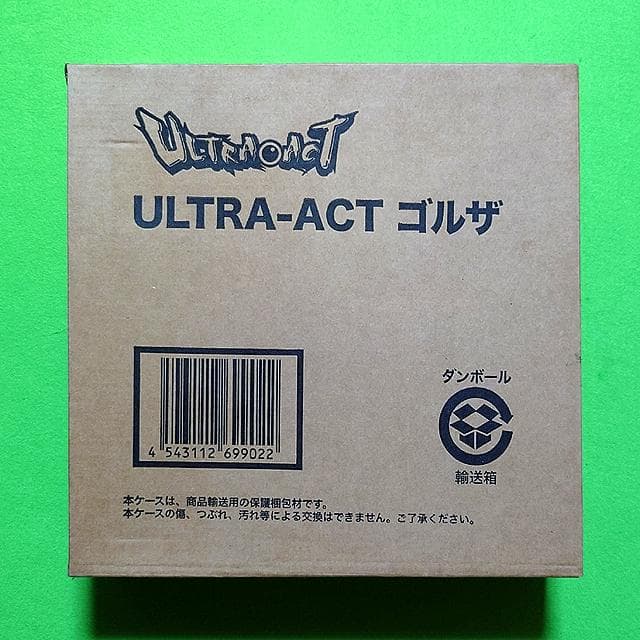 ULTRA-ACT
ULTRA-ACT ゴルザ
4 543112 699022
ダンボール
輸送箱
本ケースは、商品輸送用の保護梱包材です。
本ケースの傷、つぶれ、汚れ等による交換はできません。ご了承ください。